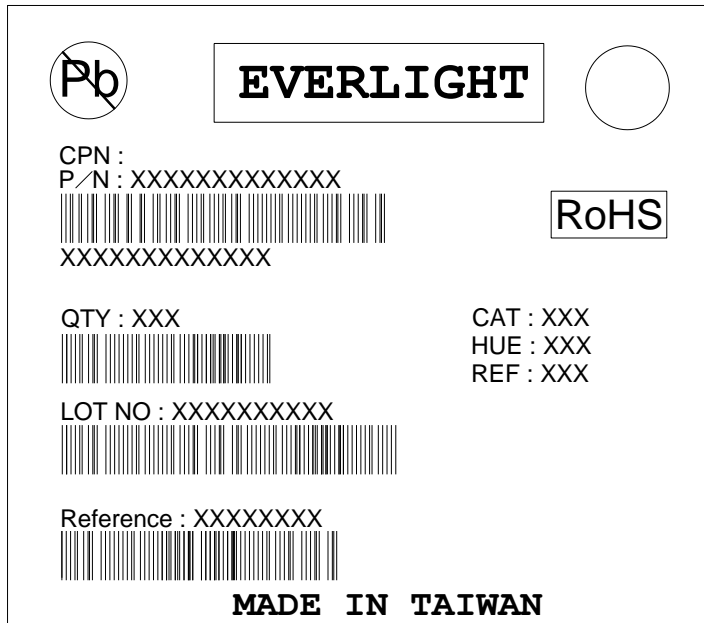 Pb
EVERLIGHT
CPN :
P/N : XXXXXXXXXXXXX
RoHS
XXXXXXXXXXXXX
QTY : XXX
CAT : XXX
HUE : XXX
REF : XXX
LOT NO : XXXXXXXXXX
Reference : XXXXXXXX
MADE IN TAIWAN